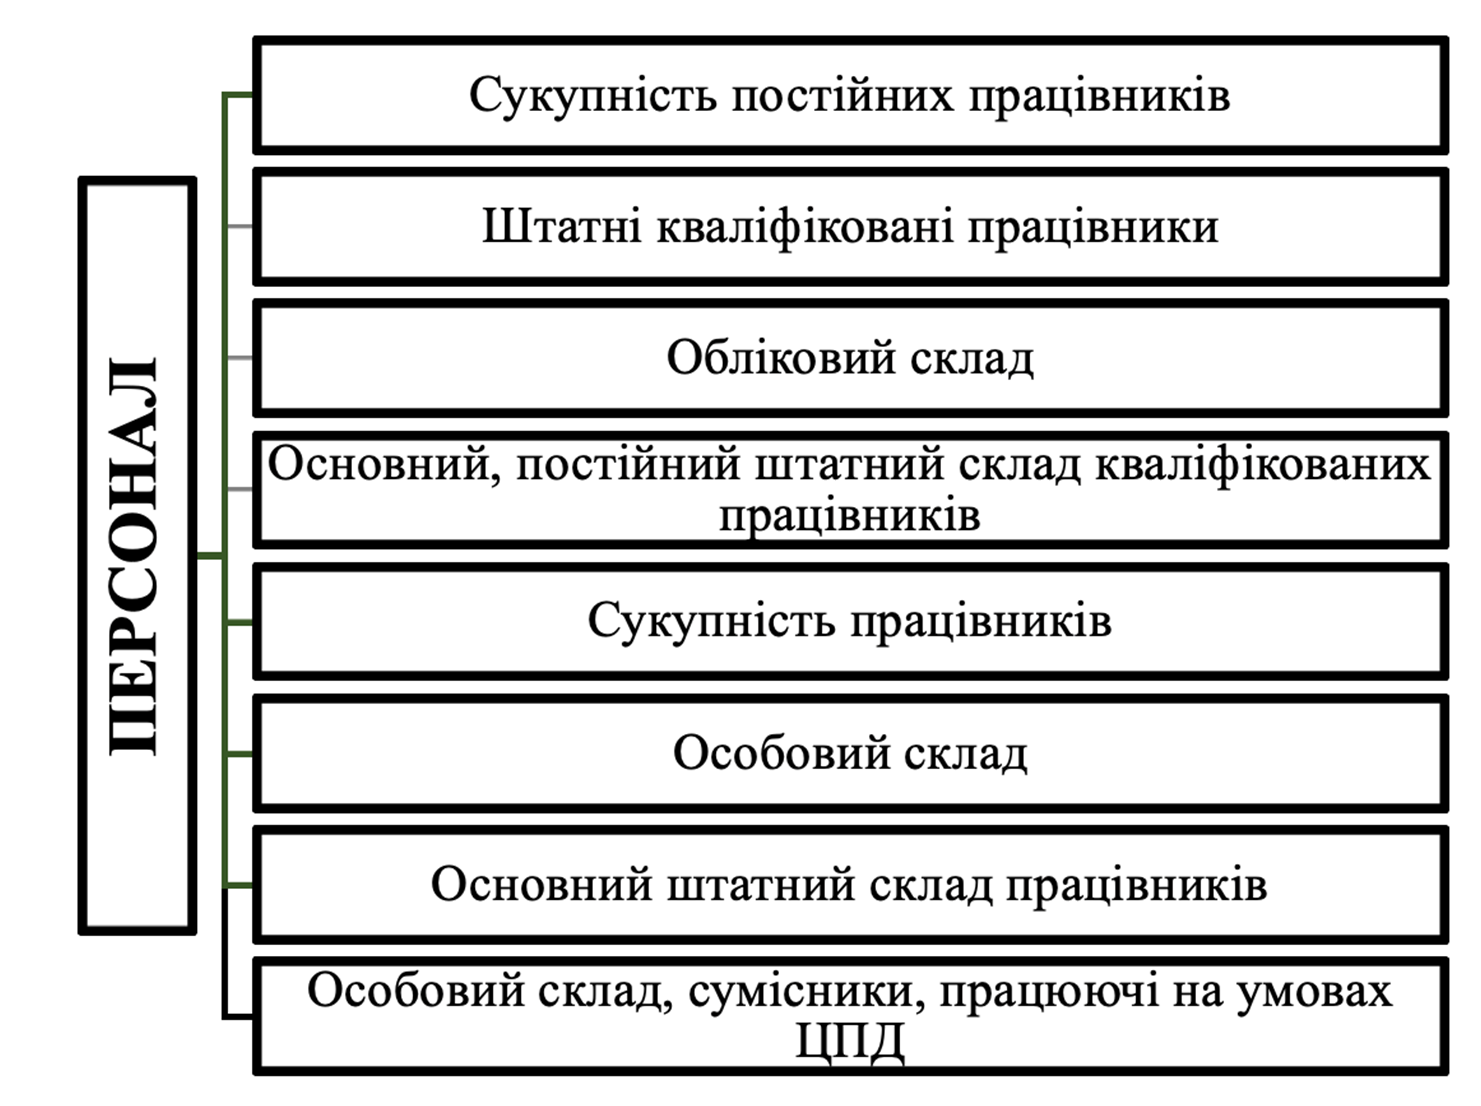 ПЕРСОНАЛ
Сукупність постійних працівників
Штатні кваліфіковані працівники
Обліковий склад
Основний, постійний штатний склад кваліфікованих
працівників
Сукупність працівників
Особовий склад
Основний штатний склад працівників
Особовий склад, сумісники, працюючі на умовах
ЦПД